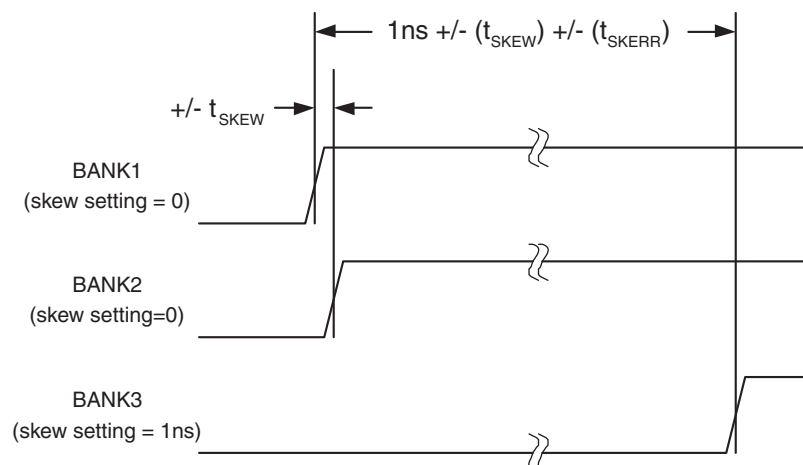 1ns +/- (tSKEW) +/- (tSKERR)
+/- tSKEW
BANK1
(skew setting = 0)
BANK2
(skew setting=0)
BANK3
(skew setting = 1ns)